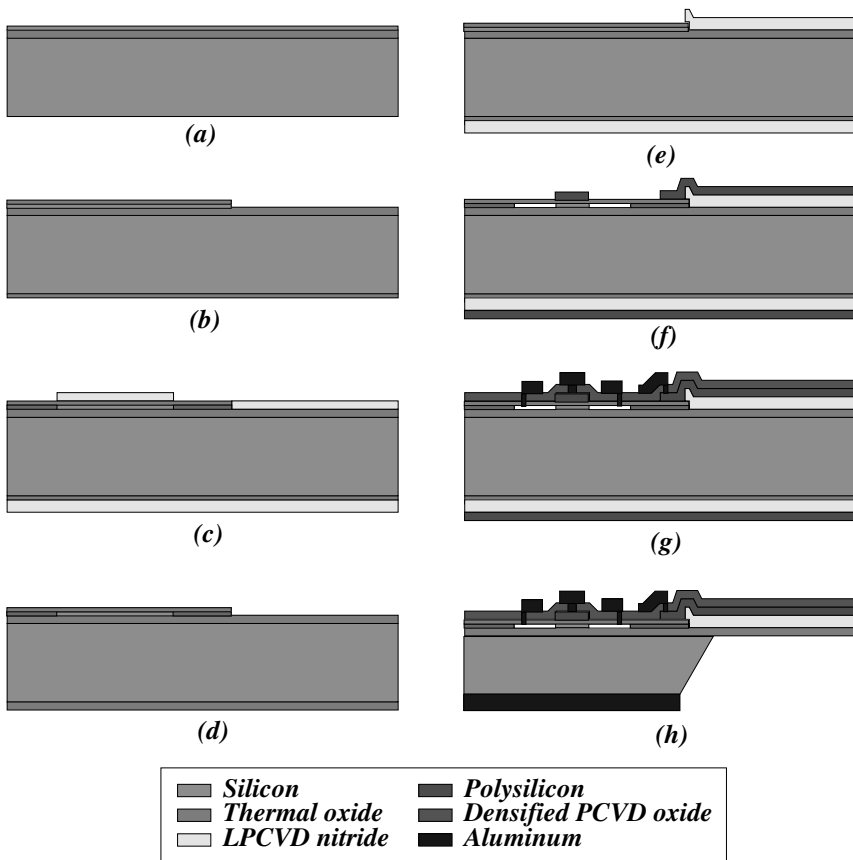 (a)
(b)
(c)
(d)
(e)
(f)
(g)
(h)
Silicon
Thermal oxide
LPCVD nitride
Polysilicon
Densified PCVD oxide
Aluminum